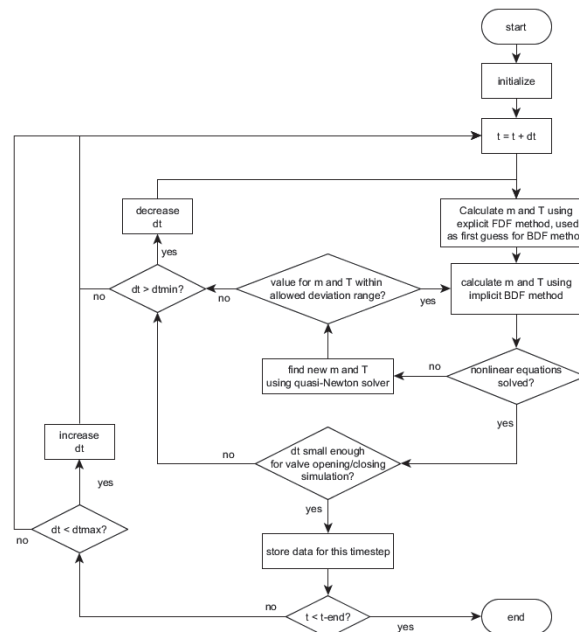 start
initialize
t = t + dt
decrease
dt
Calculate m and T using
explicit FDF method, used
as first guess for BDF method
yes
dt > dtmin?
no
no
value for m and T within
allowed deviation range?
yes
calculate m and T using
implicit BDF method
find new m and T
using quasi-Newton solver
no
nonlinear equations
solved?
yes
increase
dt
no
dt small enough
for valve opening/closing
simulation?
yes
yes
dt < dtmax?
no
store data for this timestep
no
t < t-end?
yes
end